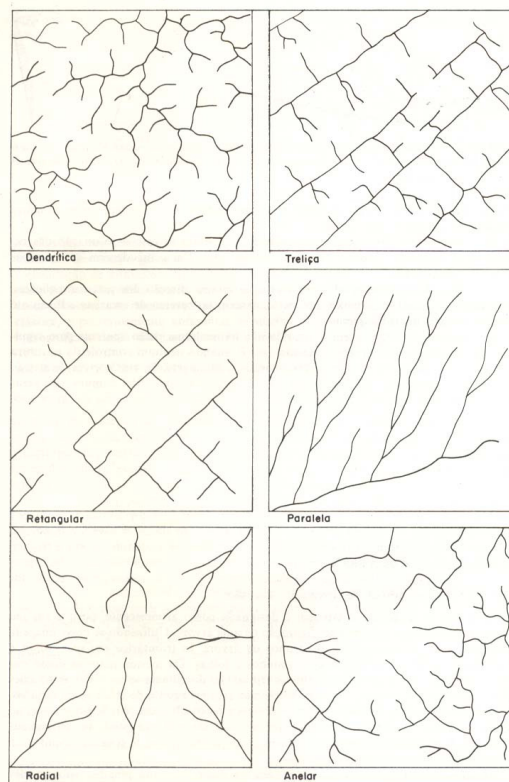 Dendrítica
Treliça
Retangular
Paralela
Radial
Anelar